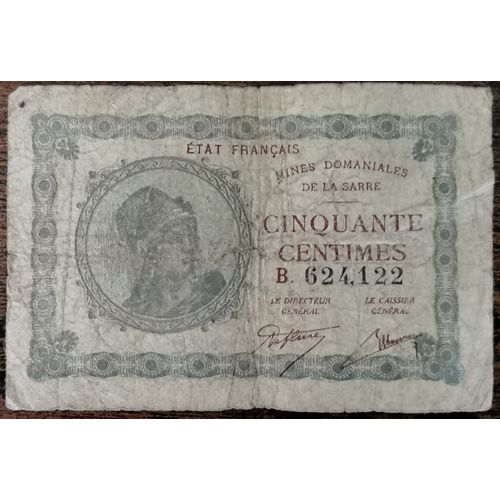 ÉTAT FRANÇAIS
MINES DOMANIALES
DE LA SARRE
CINQUANTE
CENTIMES
B. 624,122
LE DIRECTEUR
GÉNÉRAL
LE CAISSIER
GÉNÉRAL